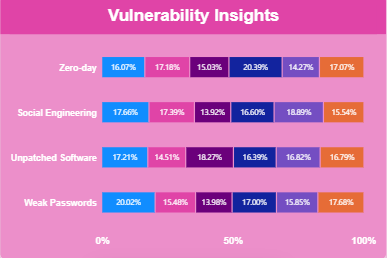 Vulnerability Insights
Zero-day 16.07% 17.18% 15.03% 20.39% 14.27% 17.07%
Social Engineering 17.66% 17.39% 13.92% 16.60% 18.89% 15.54%
Unpatched Software 17.21% 14.51% 18.27% 16.39% 16.82% 16.79%
Weak Passwords 20.02% 15.48% 13.98% 17.00% 15.85% 17.68%
0% 50% 100%